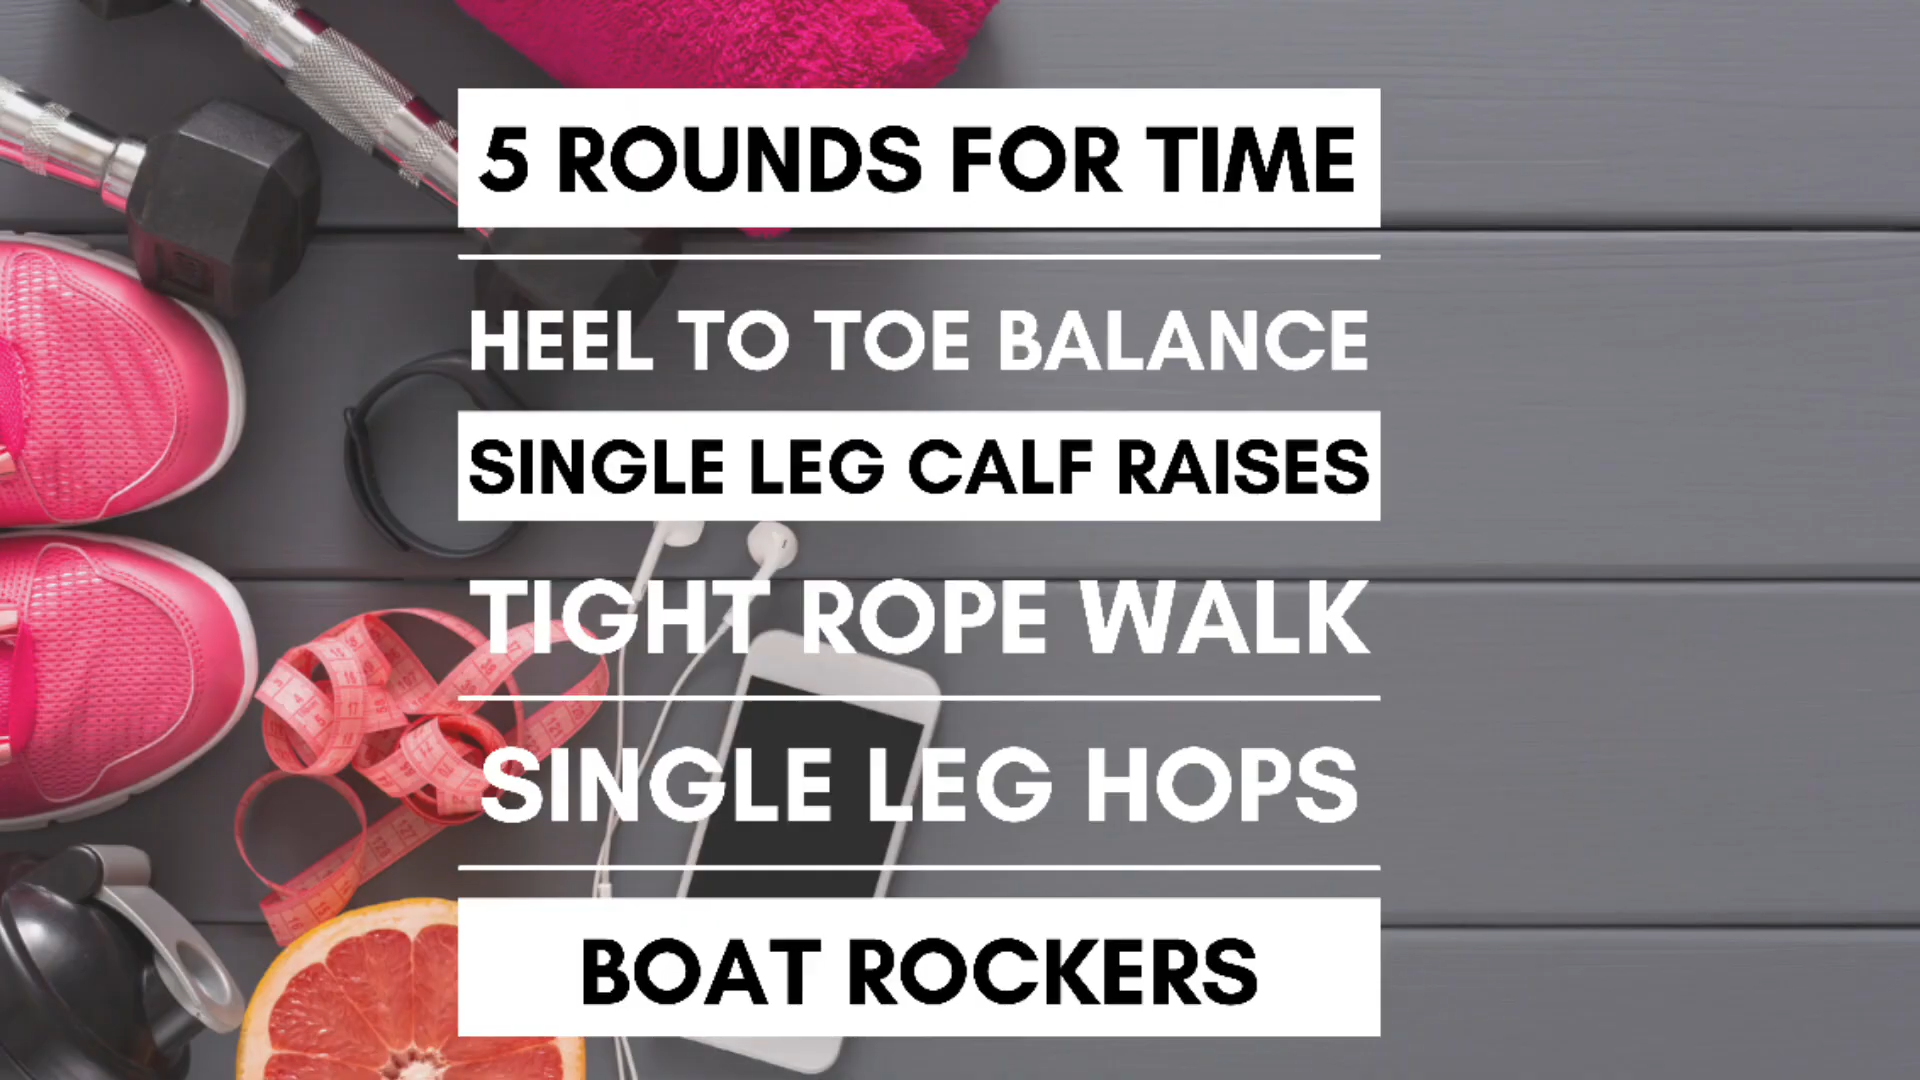 5 ROUNDS FOR TIME
HEEL TO TOE BALANCE
SINGLE LEG CALF RAISES
TIGHT ROPE WALK
SINGLE LEG HOPS
BOAT ROCKERS